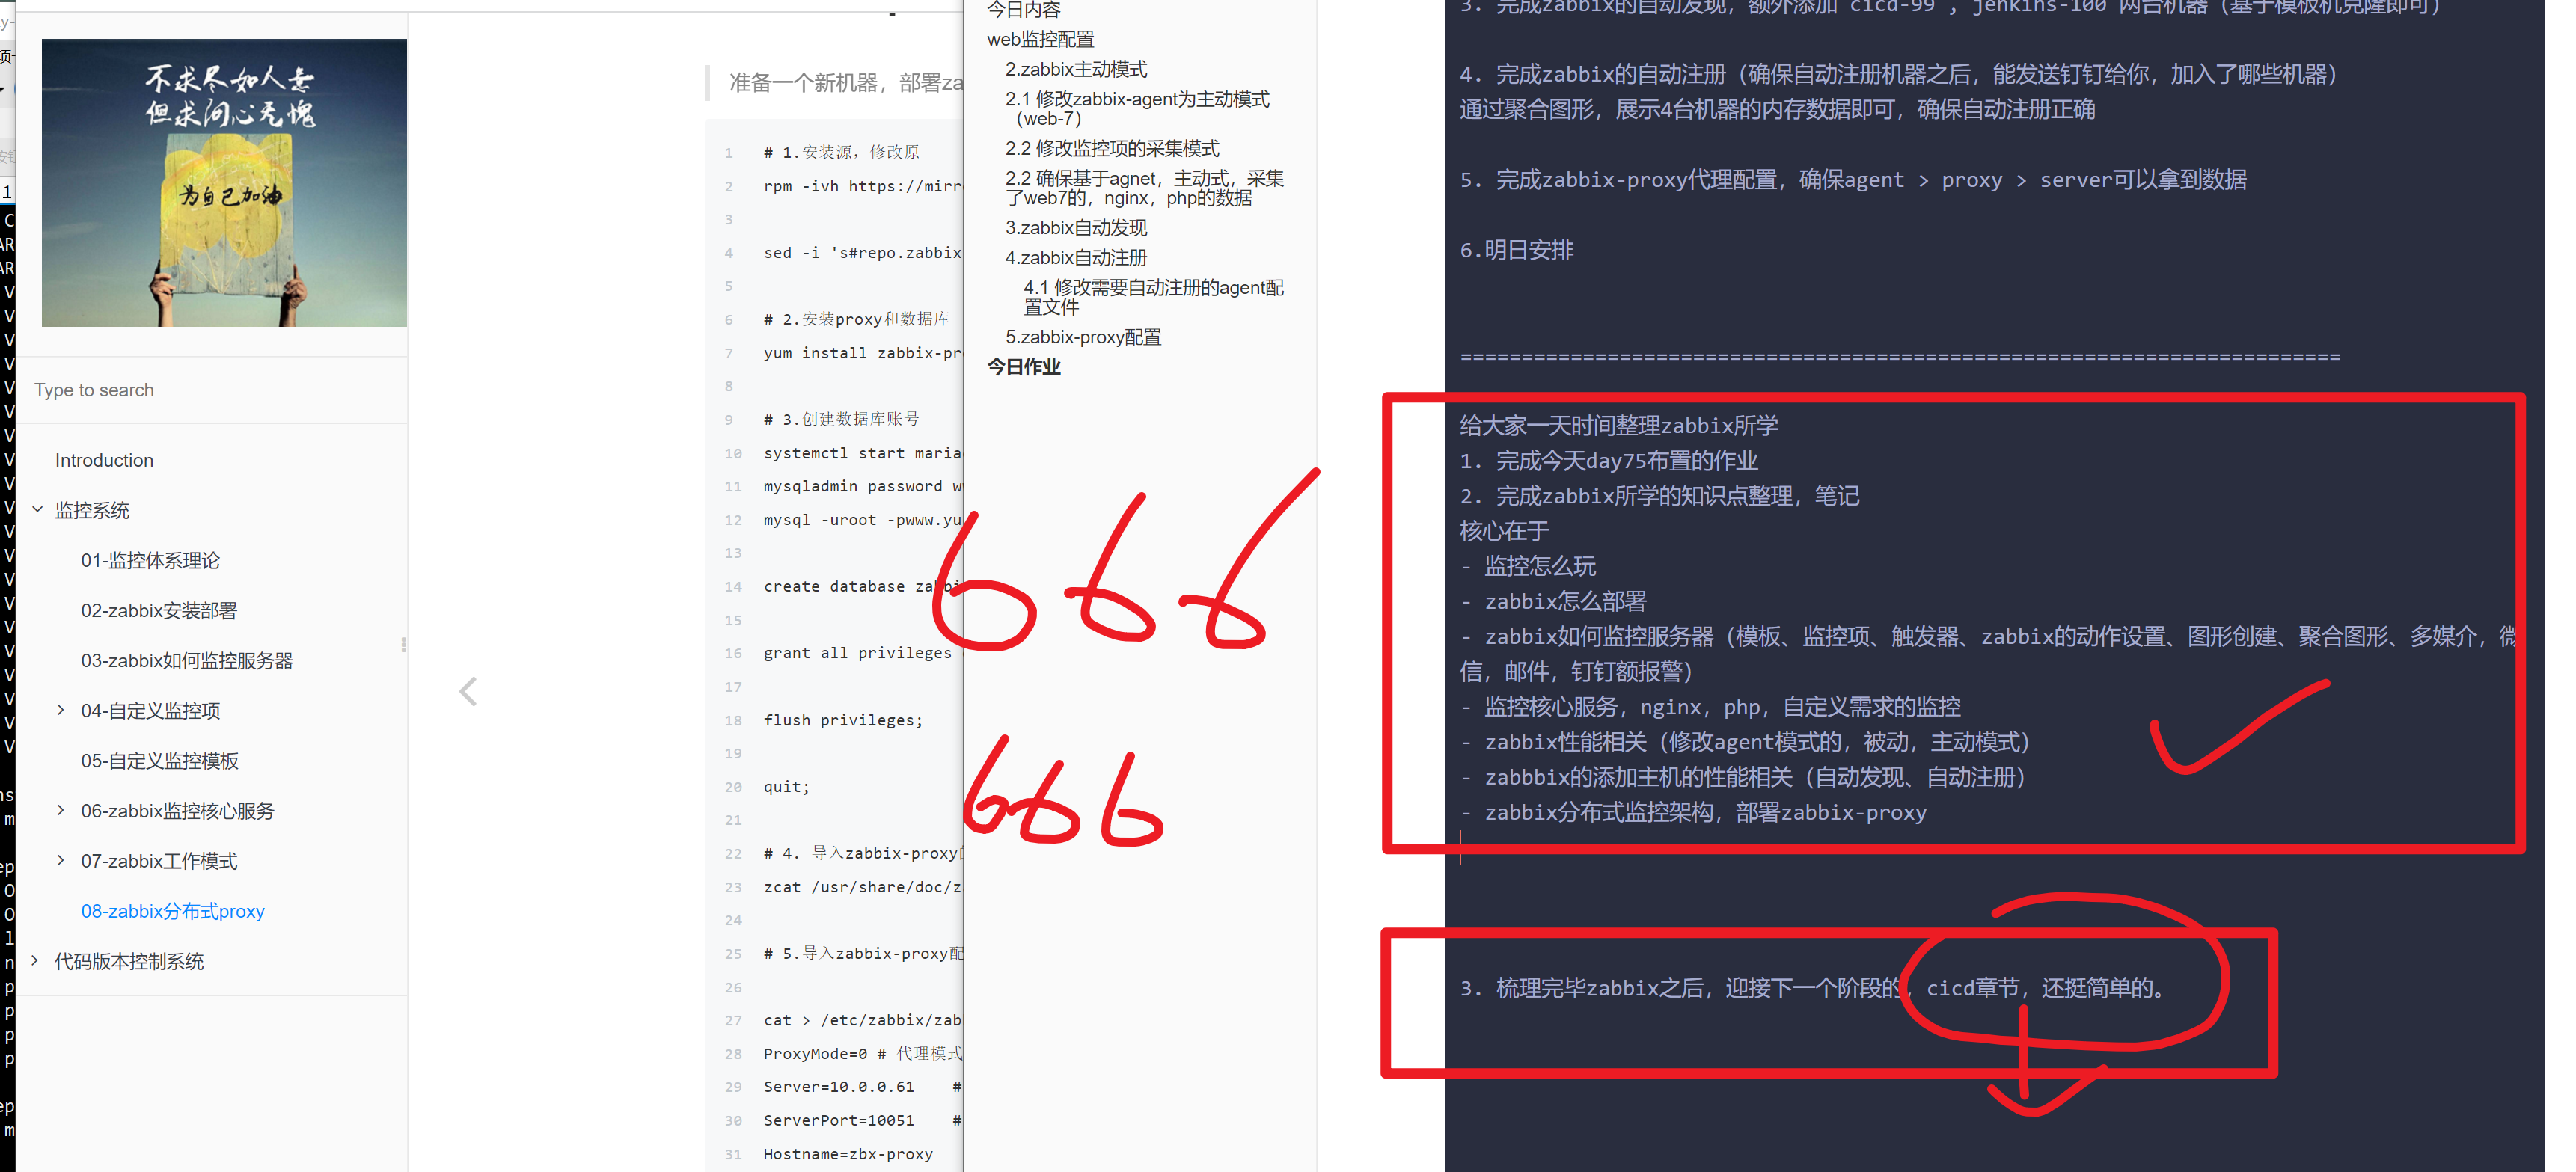 不求尽如人意
但求问心无愧
为自己加油
Type to search
Introduction
监控系统
01-监控体系理论
02-zabbix安装部署
03-zabbix如何监控服务器
04-自定义监控项
05-自定义监控模板
06-zabbix监控核心服务
07-zabbix工作模式
08-zabbix分布式proxy
代码版本控制系统
准备一个新机器，部署za
1 # 1.安装源，修改原
2 rpm -ivh https://mirr
3
4 sed -i 's#repo.zabbix
5
6 # 2.安装proxy和数据库
7 yum install zabbix-pr
8
9 # 3.创建数据库账号
10 systemctl start maria
11 mysqladmin password w
12 mysql -uroot -pwww.yu
13
14 create database zabbi
15
16 grant all privileges
17
18 flush privileges;
19
20 quit;
21
22 # 4. 导入zabbix-proxy
23 zcat /usr/share/doc/z
24
25 # 5.导入zabbix-proxy配
26
27 cat > /etc/zabbix/zab
28 ProxyMode=0 # 代理模式
29 Server=10.0.0.61 #
30 ServerPort=10051 #
31 Hostname=zbx-proxy
今日内容
web监控配置
2.zabbix主动模式
2.1 修改zabbix-agent为主动模式
（web-7）
2.2 修改监控项的采集模式
2.2 确保基于agnet，主动式，采集
了web7的，nginx，php的数据
3.zabbix自动发现
4.zabbix自动注册
4.1 修改需要自动注册的agent配
置文件
5.zabbix-proxy配置
今日作业
666
666
3. 完成zabbix的自动发现，额外添加 cicd-99 , jenkins-100 两台机器（基于模板机克隆即可）
4. 完成zabbix的自动注册（确保自动注册机器之后，能发送钉钉给你，加入了哪些机器）
通过聚合图形，展示4台机器的内存数据即可，确保自动注册正确
5. 完成zabbix-proxy代理配置，确保agent > proxy > server可以拿到数据
6.明日安排
========================================================================
给大家一天时间整理zabbix所学
1. 完成今天day75布置的作业
2. 完成zabbix所学的知识点整理，笔记
核心在于
- 监控怎么玩
- zabbix怎么部署
- zabbix如何监控服务器（模板、监控项、触发器、zabbix的动作设置、图形创建、聚合图形、多媒介，微
信，邮件，钉钉额报警）
- 监控核心服务，nginx，php，自定义需求的监控
- zabbix性能相关（修改agent模式的，被动，主动模式）
- zabbbix的添加主机的性能相关（自动发现、自动注册）
- zabbix分布式监控架构，部署zabbix-proxy
3. 梳理完毕zabbix之后，迎接下一个阶段的，cicd章节，还挺简单的。